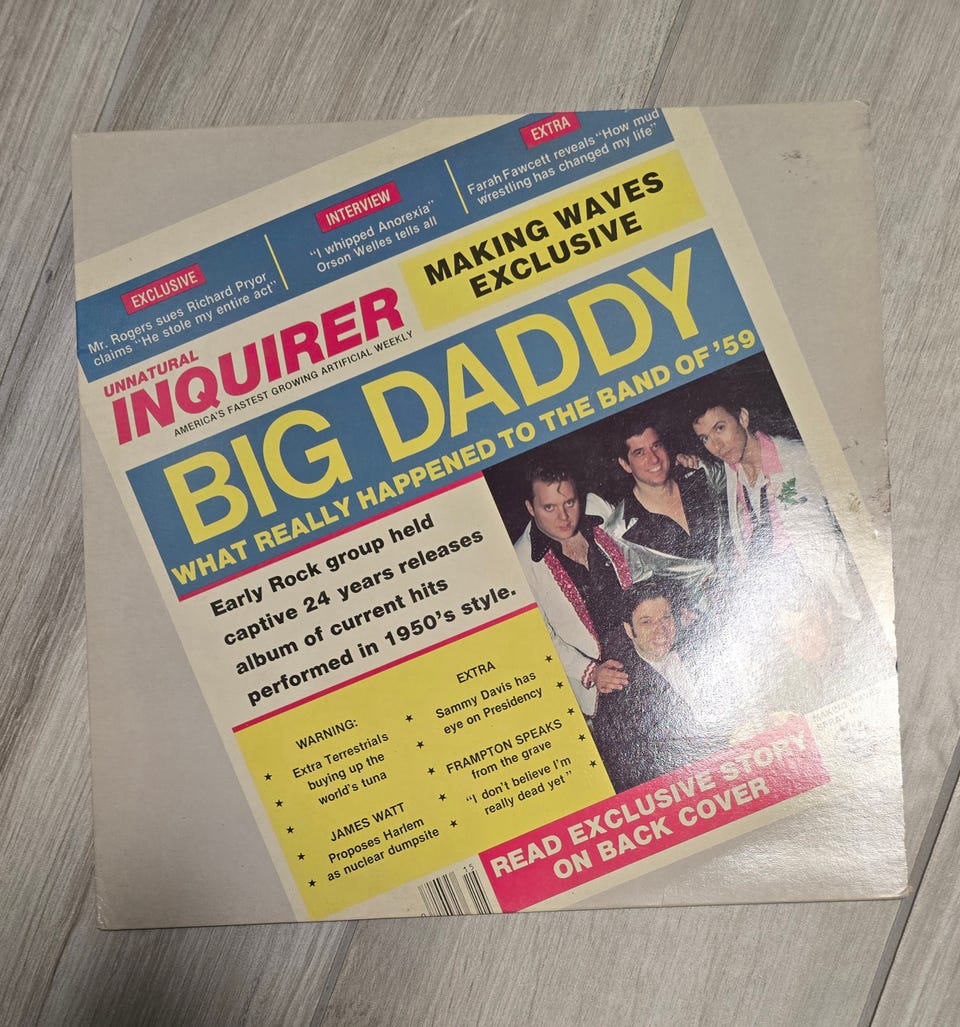 EXCLUSIVE
Mr. Rogers sues Richard Pryor
claims "He stole my entire act"
INTERVIEW
"I whipped Anorexia"
Orson Welles tells all
EXTRA
Farah Fawcett reveals "How mud
wrestling has changed my life"
UNNATURAL
INQUIRER
AMERICA'S FASTEST GROWING ARTIFICIAL WEEKLY
MAKING WAVES
EXCLUSIVE
BIG DADDY
WHAT REALLY HAPPENED TO THE BAND OF '59
Early Rock group held
captive 24 years releases
album of current hits
performed in 1950's style.
WARNING:
Extra Terrestrials
buying up the
world's tuna
JAMES WATT
Proposes Harlem
as nuclear dumpsite
EXTRA
Sammy Davis has
eye on Presidency
FRAMPTON SPEAKS
from the grave
"I don't believe I'm
really dead yet"
READ EXCLUSIVE STORY
ON BACK COVER
15